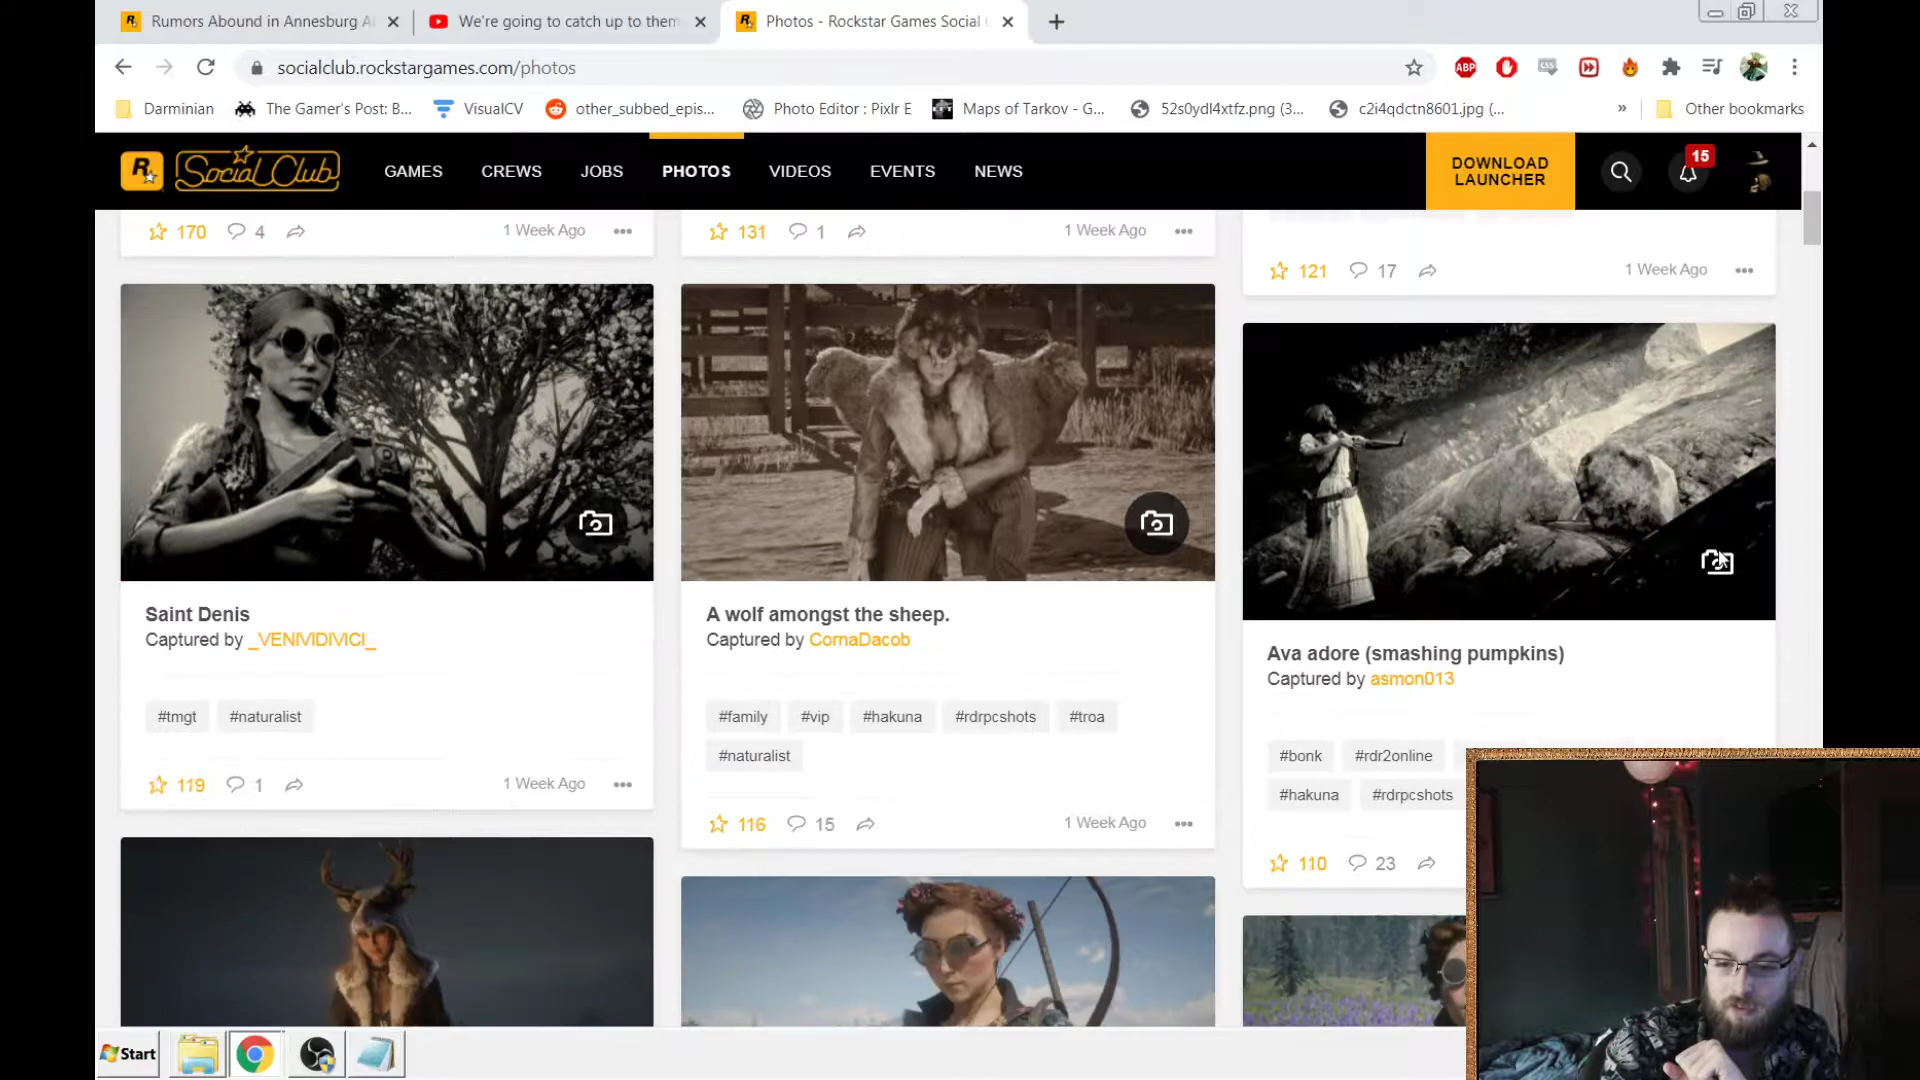 Rumors Abound in Annesburg A
We're going to catch up to them
Photos - Rockstar Games Social
socialclub.rockstargames.com/photos
ABP
CSS
Darminian
The Gamer's Post: B...
VisualCV
other_subbed_epis...
Photo Editor : Pixlr E
Maps of Tarkov - G...
52s0ydl4xtfz.png (3...
c2i4qdctn8601.jpg (...
»
Other bookmarks
R
Social Club
GAMES
CREWS
JOBS
PHOTOS
VIDEOS
EVENTS
NEWS
DOWNLOAD
LAUNCHER
15
170
4
1 Week Ago
131
1
1 Week Ago
121
17
1 Week Ago
Saint Denis
Captured by _VENIVIDIVICI_
#tmgt
#naturalist
119
1
1 Week Ago
A wolf amongst the sheep.
Captured by CornaDacob
#family
#vip
#hakuna
#rdrpcshots
#troa
#naturalist
116
15
1 Week Ago
Ava adore (smashing pumpkins)
Captured by asmon013
#bonk
#rdr2online
#hakuna
#rdrpcshots
110
23
Start